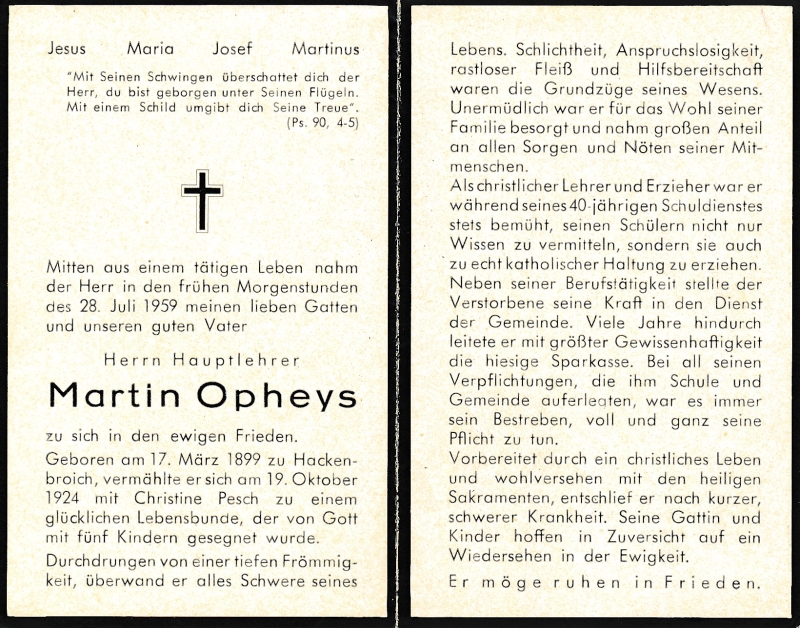 Jesus Maria Josef Martinus
"Mit Seinen Schwingen überschattet dich der
Herr, du bist geborgen unter Seinen Flügeln.
Mit einem Schild umgibt dich Seine Treue".
(Ps. 90, 4-5)
Mitten aus einem tätigen Leben nahm
der Herr in den frühen Morgenstunden
des 28. Juli 1959 meinen lieben Gatten
und unseren guten Vater
Herrn Hauptlehrer
Martin Opheys
zu sich in den ewigen Frieden.
Geboren am 17. März 1899 zu Hacken-
broich, vermählte er sich am 19. Oktober
1924 mit Christine Pesch zu einem
glücklichen Lebensbunde, der von Gott
mit fünf Kindern gesegnet wurde.
Durchdrungen von einer tiefen Frömmig-
keit, überwand er alles Schwere seines
Lebens. Schlichtheit, Anspruchslosigkeit,
rastloser Fleiß und Hilfsbereitschaft
waren die Grundzüge seines Wesens.
Unermüdlich war er für das Wohl seiner
Familie besorgt und nahm großen Anteil
an allen Sorgen und Nöten seiner Mit-
menschen.
Als christlicher Lehrer und Erzieher war er
während seines 40-jährigen Schuldienstes
stets bemüht, seinen Schülern nicht nur
Wissen zu vermitteln, sondern sie auch
zu echt katholischer Haltung zu erziehen.
Neben seiner Berufstätigkeit stellte der
Verstorbene seine Kraft in den Dienst
der Gemeinde. Viele Jahre hindurch
leitete er mit größter Gewissenhaftigkeit
die hiesige Sparkasse. Bei all seinen
Verpflichtungen, die ihm Schule und
Gemeinde auferlegten, war es immer
sein Bestreben, voll und ganz seine
Pflicht zu tun.
Vorbereitet durch ein christliches Leben
und wohlversehen mit den heiligen
Sakramenten, entschlief er nach kurzer,
schwerer Krankheit. Seine Gattin und
Kinder hoffen in Zuversicht auf ein
Wiedersehen in der Ewigkeit.
Er möge ruhen in Frieden.